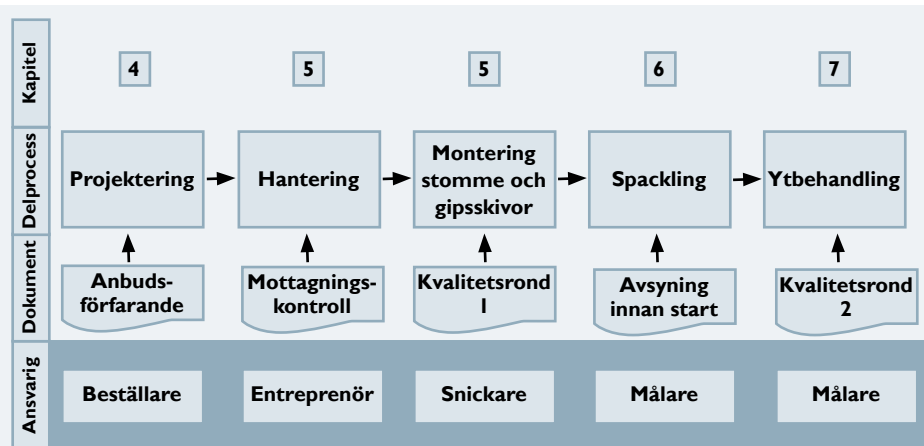 Kapitel
4
5
5
6
7
Delprocess
Projektering
Hantering
Montering
stomme och
gipsskivor
Spackling
Ytbehandling
Dokument
Anbuds-
förfarande
Mottagnings-
kontroll
Kvalitetsrond
1
Avsyning
innan start
Kvalitetsrond
2
Ansvarig
Beställare
Entreprenör
Snickare
Målare
Målare